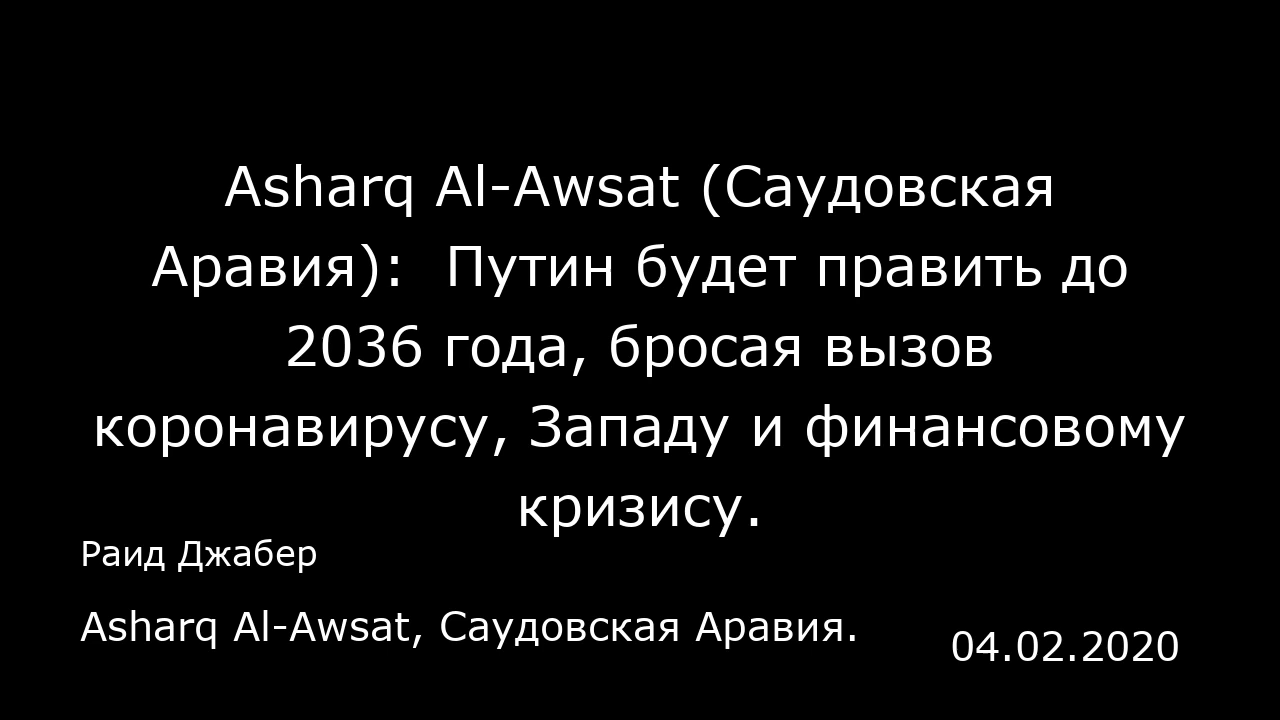 Asharq Al-Awsat (Саудовская
Аравия):  Путин будет править до
2036 года, бросая вызов
коронавирусу, Западу и финансовому
кризису.
Раид Джабер
Asharq Al-Awsat, Саудовская Аравия.
04.02.2020